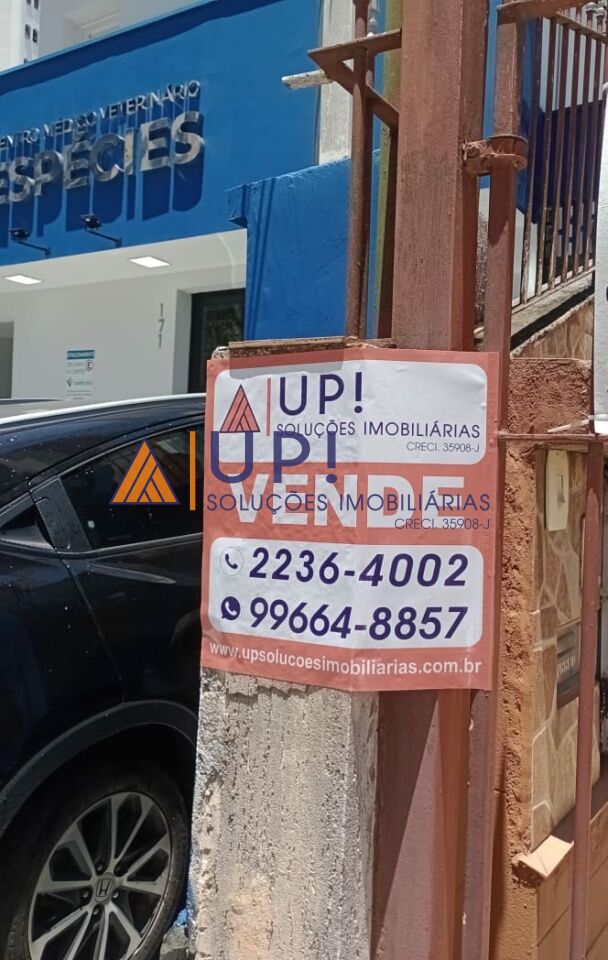 CENTRO MÉDICO VETERINÁRIO
ESPÉCIES
171
UP!
SOLUÇÕES IMOBILIÁRIAS
CRECI. 35908-J
UP!
SOLUÇÕES IMOBILIÁRIAS
CRECI. 35908-J
VENDE
2236-4002
99664-8857
www.upsolucoesimobiliarias.com.br